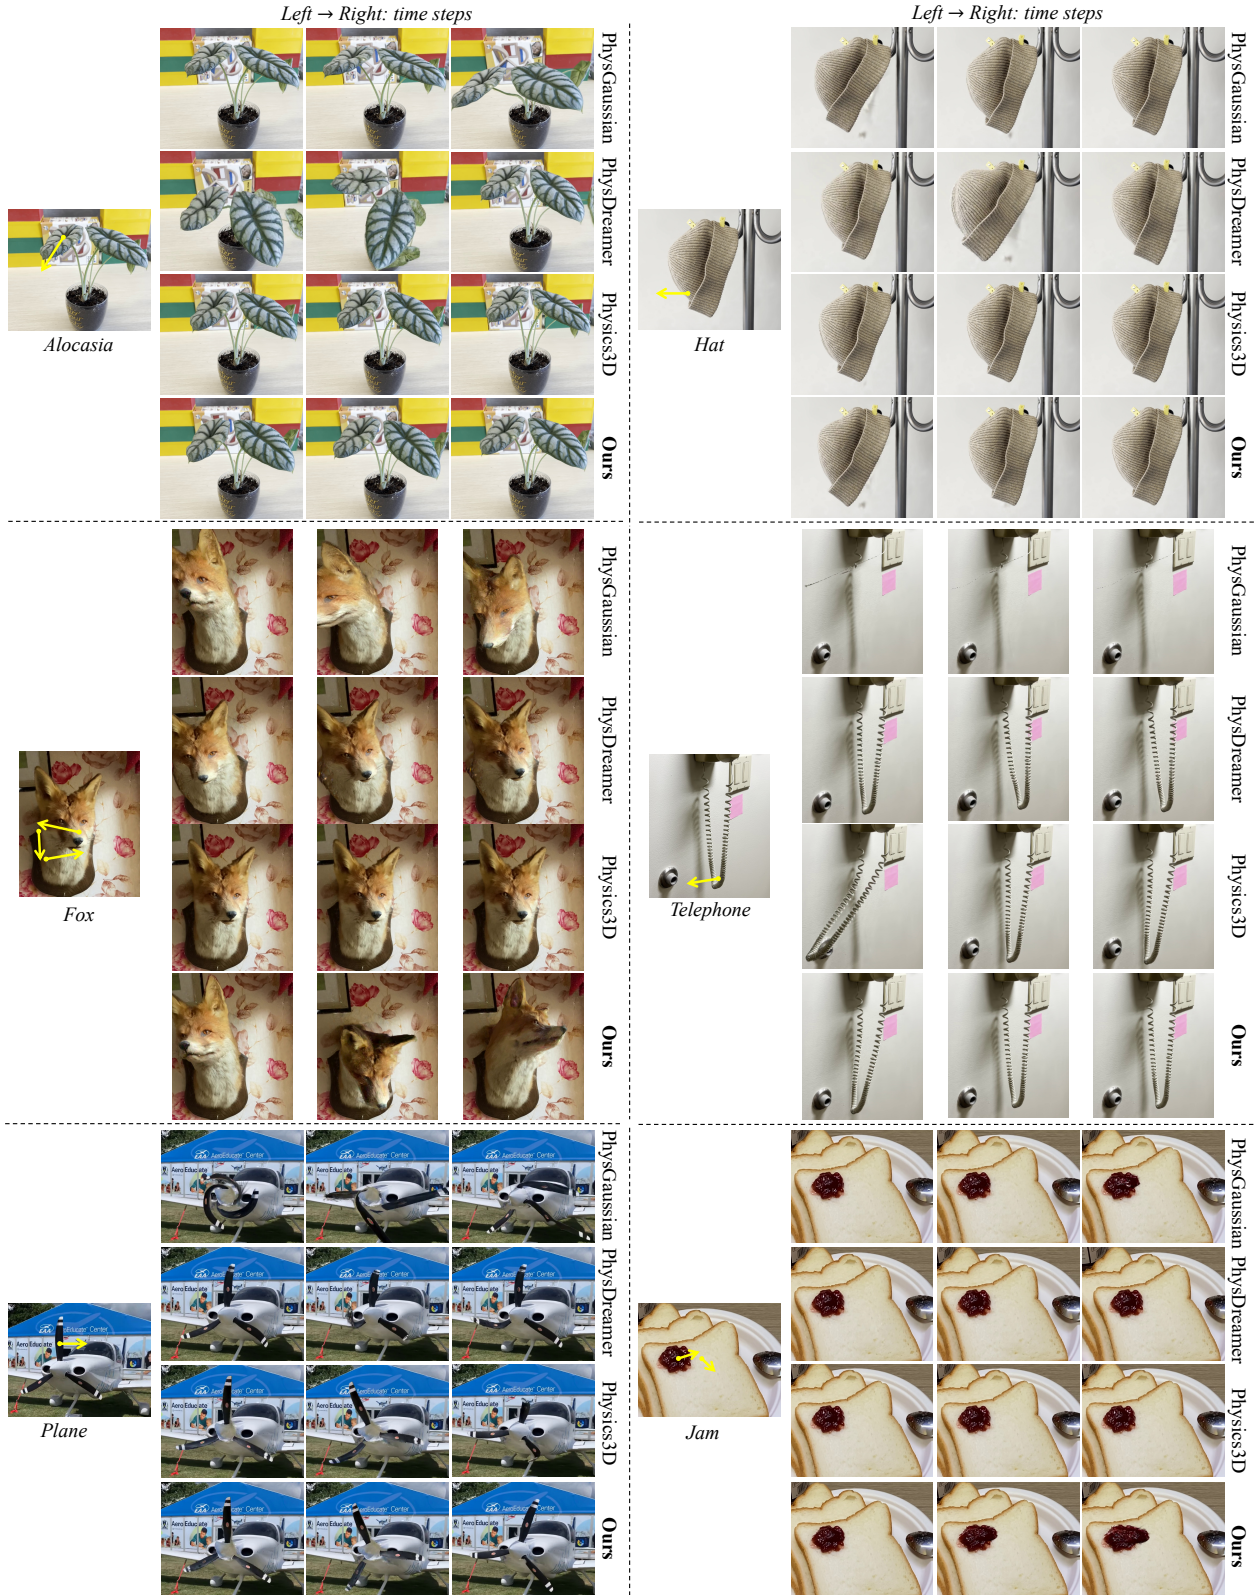 Left → Right: time steps
PhysGaussian
PhysDreamer
Physics3D
Ours
Alocasia
Left → Right: time steps
PhysGaussian
PhysDreamer
Physics3D
Ours
Hat
PhysGaussian
PhysDreamer
Physics3D
Ours
Fox
PhysGaussian
PhysDreamer
Physics3D
Ours
Telephone
PhysGaussian
PhysDreamer
Physics3D
Ours
Plane
PhysGaussian
PhysDreamer
Physics3D
Ours
Jam